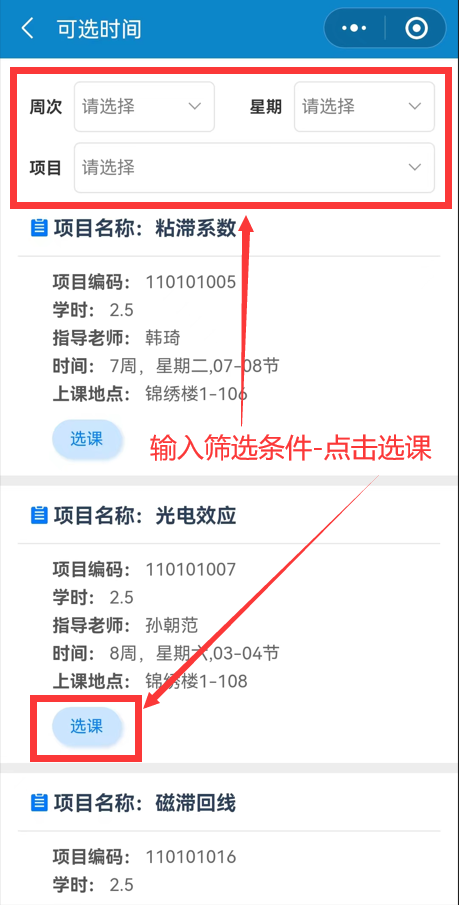 可选时间
周次 请选择 星期 请选择
项目 请选择
项目名称：粘滞系数
项目编码： 110101005
学时： 2.5
指导老师： 韩琦
时间： 7周，星期二,07-08节
上课地点： 锦绣楼1-106
选课
输入筛选条件-点击选课
项目名称：光电效应
项目编码： 110101007
学时： 2.5
指导老师： 孙朝范
时间： 8周，星期六,03-04节
上课地点： 锦绣楼1-108
选课
项目名称：磁滞回线
项目编码： 110101016
学时： 2.5